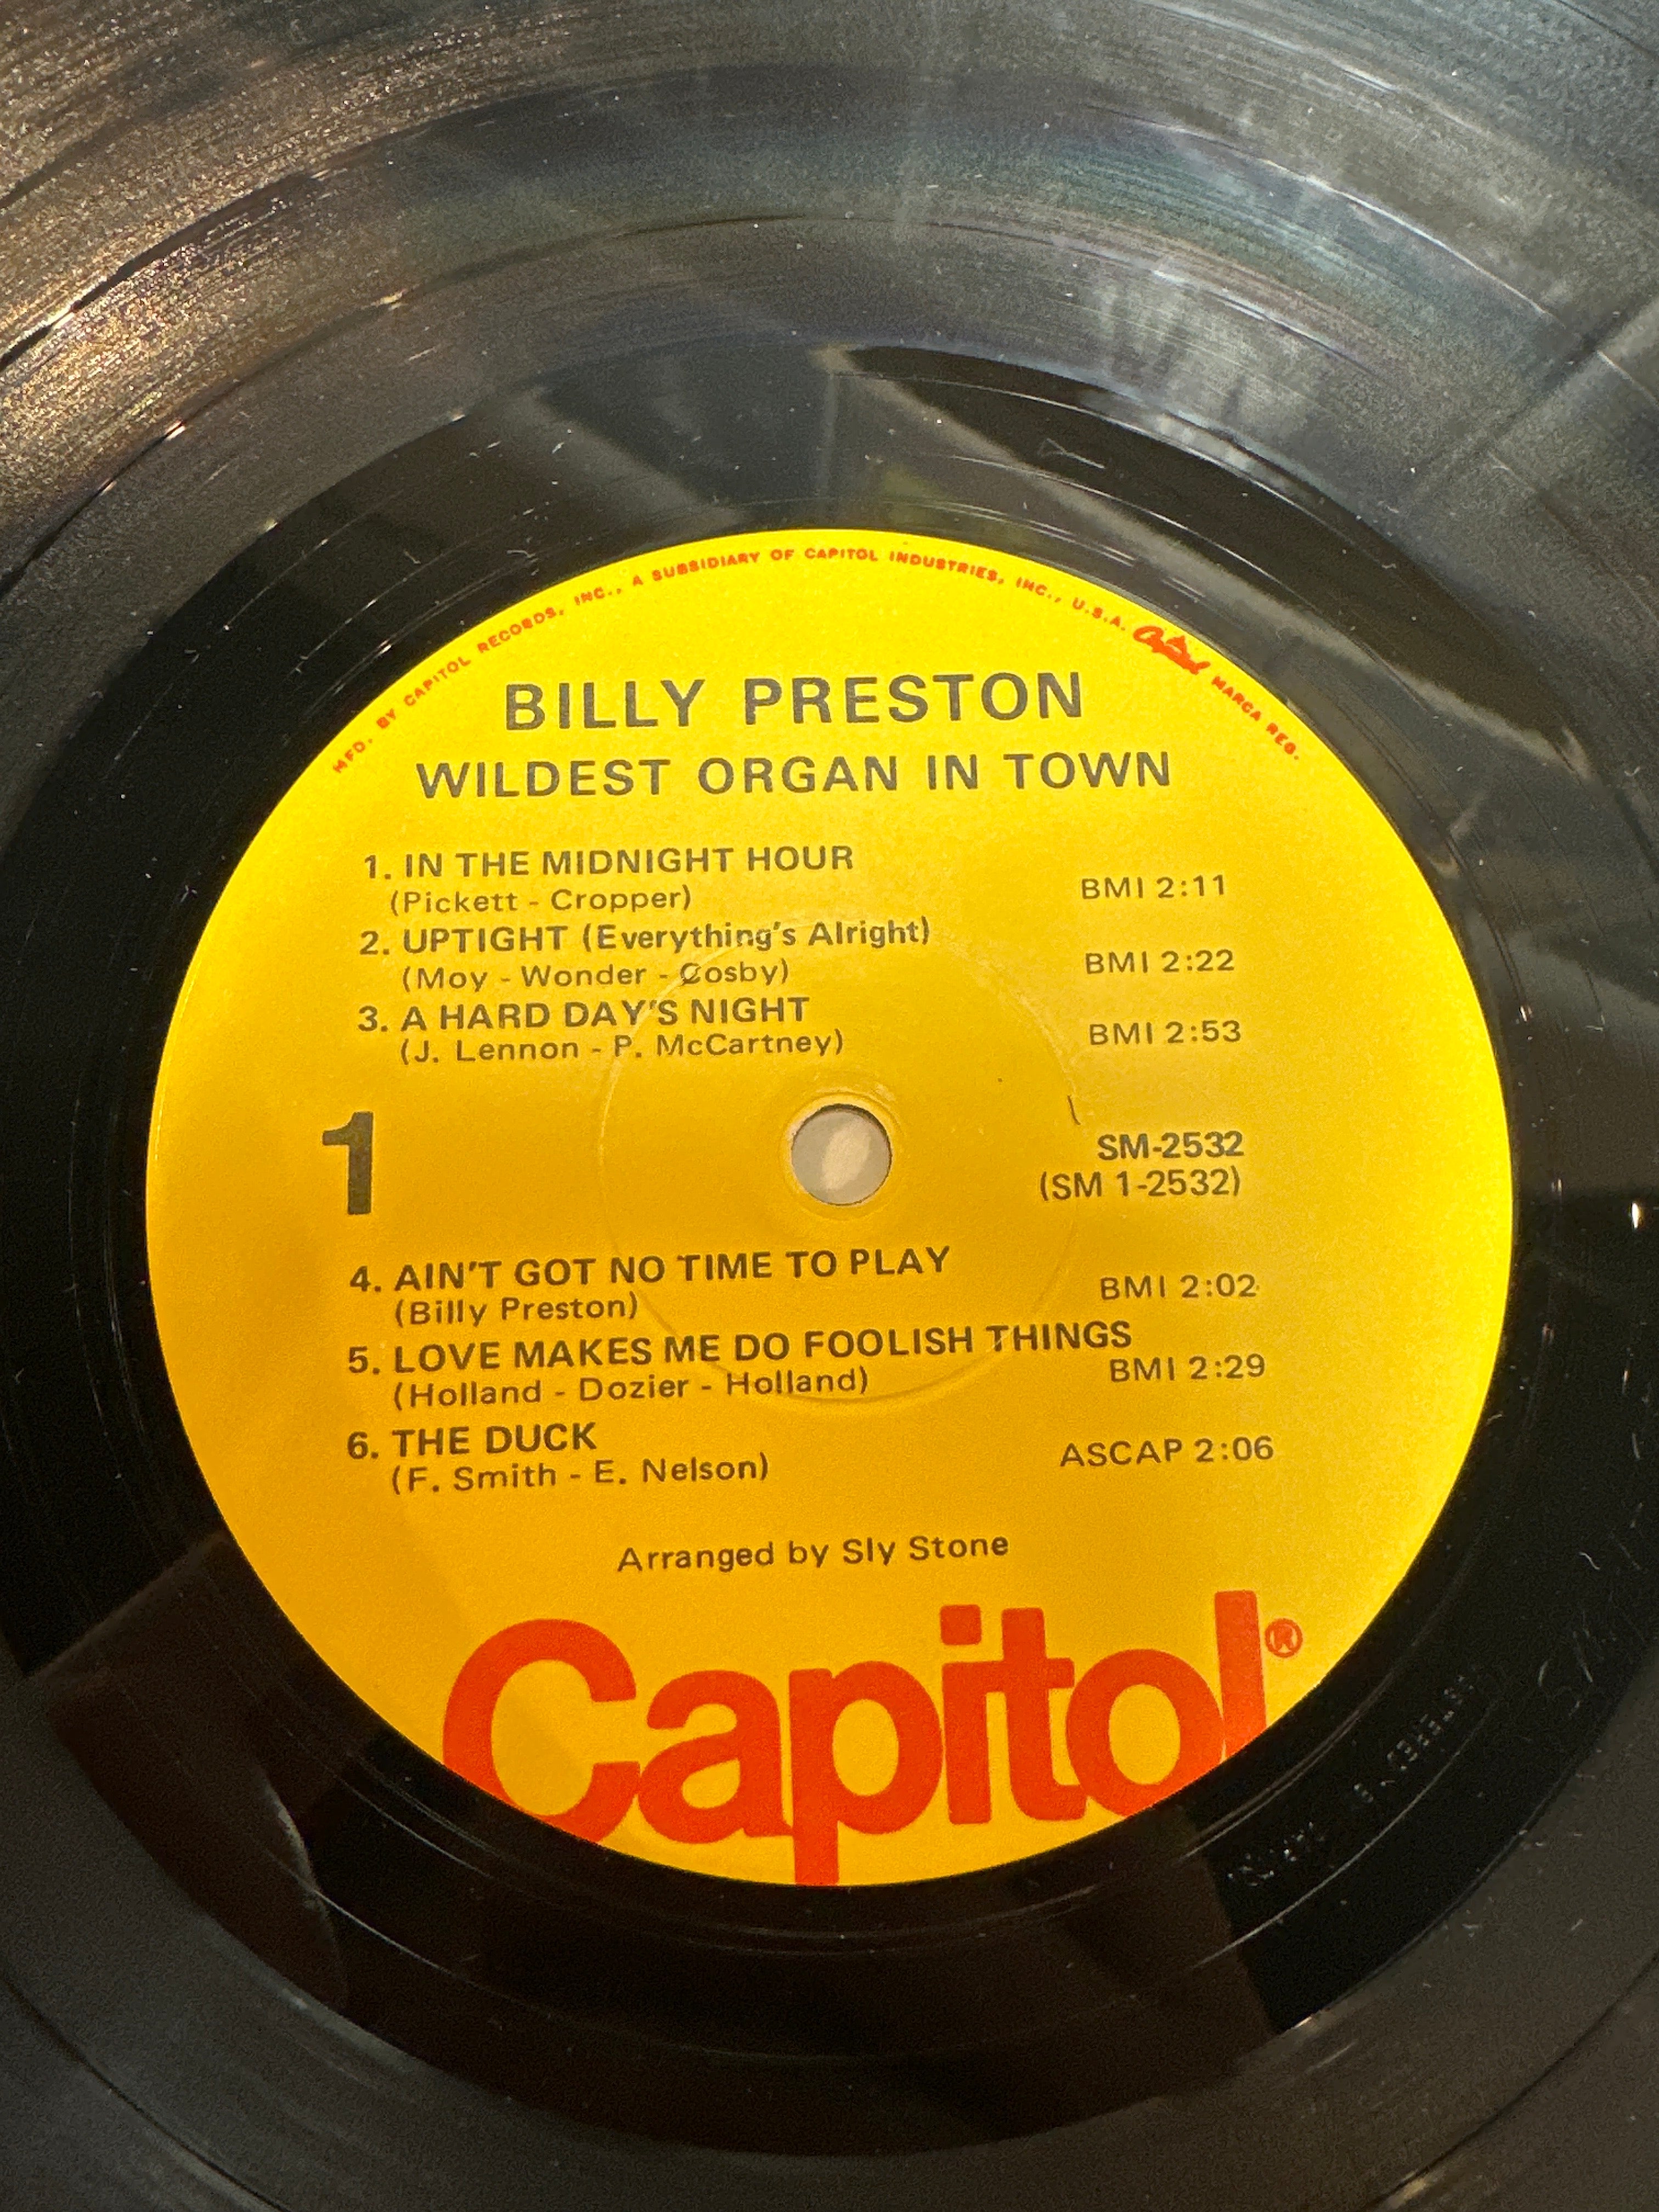 MFD. BY CAPITOL RECORDS, INC., A SUBSIDIARY OF CAPITOL INDUSTRIES, INC., U.S.A. Capitol MARCA REG.
BILLY PRESTON
WILDEST ORGAN IN TOWN
1. IN THE MIDNIGHT HOUR
(Pickett - Cropper) BMI 2:11
2. UPTIGHT (Everything's Alright)
(Moy - Wonder - Cosby) BMI 2:22
3. A HARD DAY'S NIGHT
(J. Lennon - P. McCartney) BMI 2:53
1
SM-2532
(SM 1-2532)
4. AIN'T GOT NO TIME TO PLAY
(Billy Preston) BMI 2:02
5. LOVE MAKES ME DO FOOLISH THINGS
(Holland - Dozier - Holland) BMI 2:29
6. THE DUCK
(F. Smith - E. Nelson) ASCAP 2:06
Arranged by Sly Stone
Capitol®